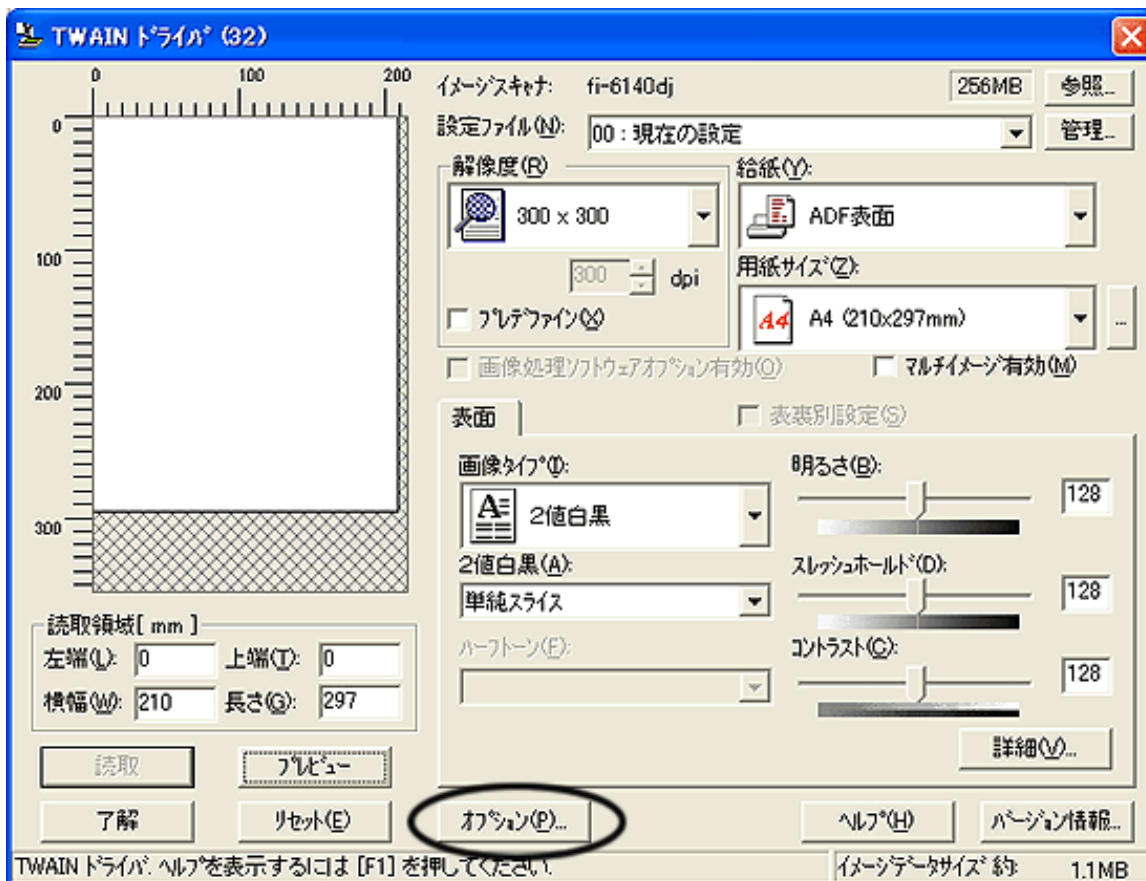 TWAIN ﾄﾞﾗｲﾊﾞ (32)
0 100 200
0
100
200
300
ｲﾒｰｼﾞｽｷｬﾅ: fi-6140dj 256MB 参照...
設定ﾌｧｲﾙ(N): 00 : 現在の設定 管理...
解像度(R)
300 x 300
300 dpi
ﾌﾟﾚﾃﾞﾌｧｲﾝ(X)
給紙(Y):
ADF表面
用紙ｻｲｽﾞ(Z):
A4 A4 (210x297mm) ...
画像処理ｿﾌﾄｳｪｱｵﾌﾟｼｮﾝ有効(O) ﾏﾙﾁｲﾒｰｼﾞ有効(M)
表面 表裏別設定(S)
画像ﾀｲﾌﾟ(I):
A 2値白黒
2値白黒(A):
単純ｽﾗｲｽ
ﾊｰﾌﾄｰﾝ(F):
明るさ(B):
128
ｽﾚｯｼｭﾎｰﾙﾄﾞ(D):
128
ｺﾝﾄﾗｽﾄ(C):
128
詳細(V)...
読取領域[ mm ]
左端(L): 0 上端(T): 0
横幅(W): 210 長さ(G): 297
読取 ﾌﾟﾚﾋﾞｭｰ
了解 ﾘｾｯﾄ(E) ｵﾌﾟｼｮﾝ(P)... ﾍﾙﾌﾟ(H) ﾊﾞｰｼﾞｮﾝ情報...
TWAIN ﾄﾞﾗｲﾊﾞ. ﾍﾙﾌﾟを表示するには [F1] を押してください. ｲﾒｰｼﾞﾃﾞｰﾀｻｲｽﾞ 約: 1.1MB